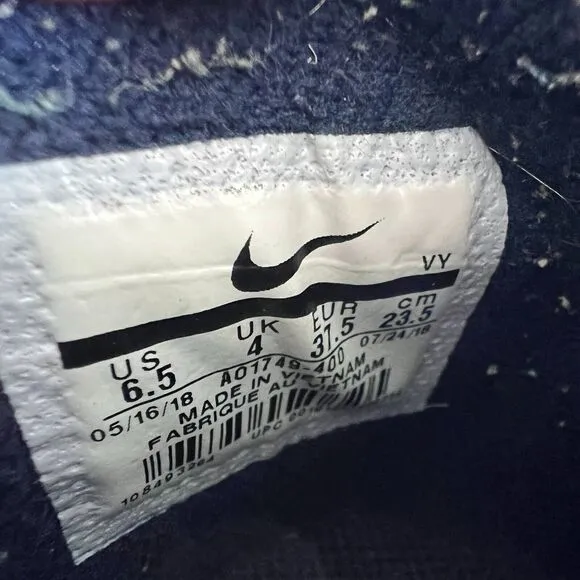 VY
US UK EUR cm
6.5 4 37.5 23.5
05/16/18 AO1749-400 07/24/18
MADE IN VIETNAM
FABRIQUE AU VIETNAM
UPC